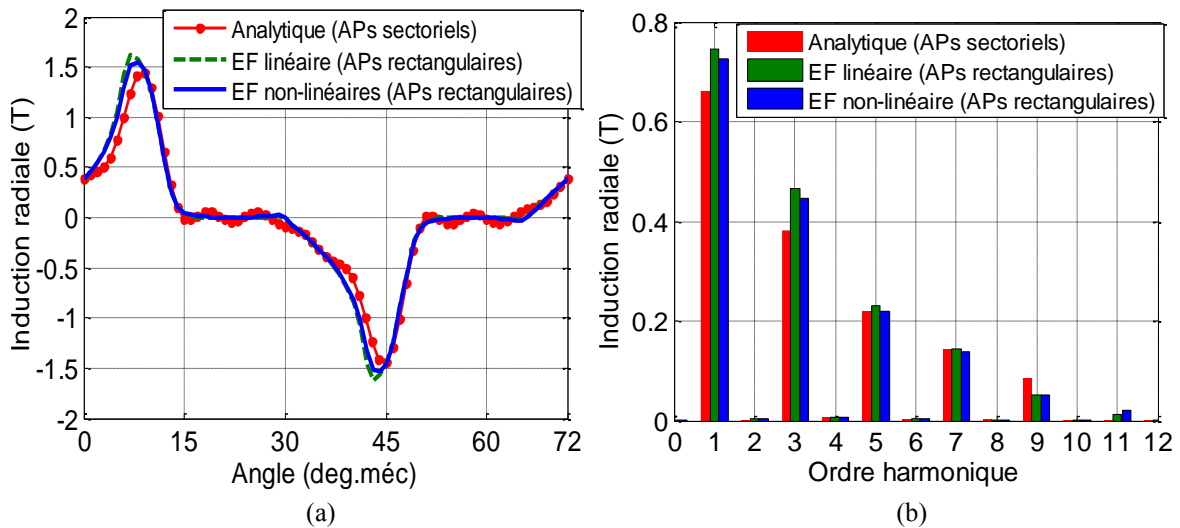 2
1.5
1
0.5
0
-0.5
-1
-1.5
-2
Induction radiale (T)
Analytique (APs sectoriels)
EF linéaire (APs rectangulaires)
EF non-linéaires (APs rectangulaires)
0 15 30 45 60 72
Angle (deg.méc)
(a)
0.8
0.6
0.4
0.2
0
Induction radiale (T)
Analytique (APs sectoriels)
EF linéaire (APs rectangulaires)
EF non-linéaire (APs rectangulaires)
0 1 2 3 4 5 6 7 8 9 10 11 12
Ordre harmonique
(b)